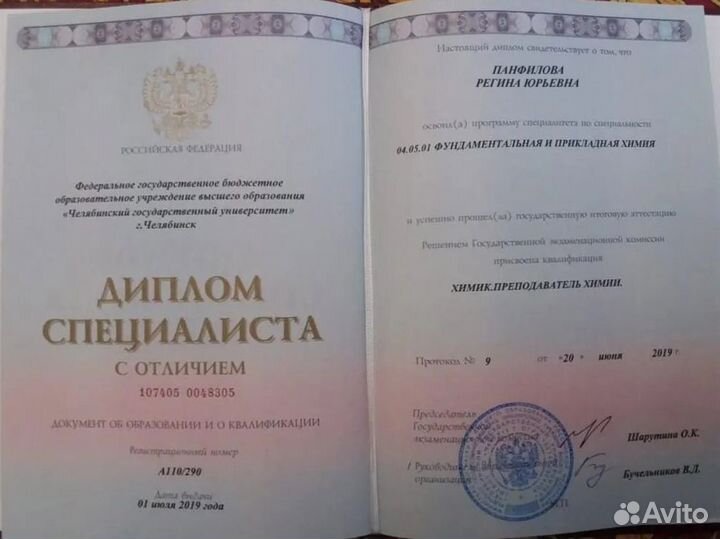 РОССИЙСКАЯ ФЕДЕРАЦИЯ
Федеральное государственное бюджетное
образовательное учреждение высшего образования
«Челябинский государственный университет»
г.Челябинск
ДИПЛОМ
СПЕЦИАЛИСТА
С ОТЛИЧИЕМ
107405 0048305
ДОКУМЕНТ ОБ ОБРАЗОВАНИИ И О КВАЛИФИКАЦИИ
Регистрационный номер
А110/290
Дата выдачи
01 июля 2019 года
Настоящий диплом свидетельствует о том, что
ПАНФИЛОВА
РЕГИНА ЮРЬЕВНА
освоил(а) программу специалитета по специальности
04.05.01 ФУНДАМЕНТАЛЬНАЯ И ПРИКЛАДНАЯ ХИМИЯ
и успешно прошел(ла) государственную итоговую аттестацию
Решением Государственной экзаменационной комиссии
присвоена квалификация
ХИМИК.ПРЕПОДАВАТЕЛЬ ХИМИИ.
Протокол № 9 от «20» июня 2019 г.
Председатель
Государственной
экзаменационной
Шарутина О.К.
Руководитель
организации
Бучельников В.Д.
М.П.
Avito